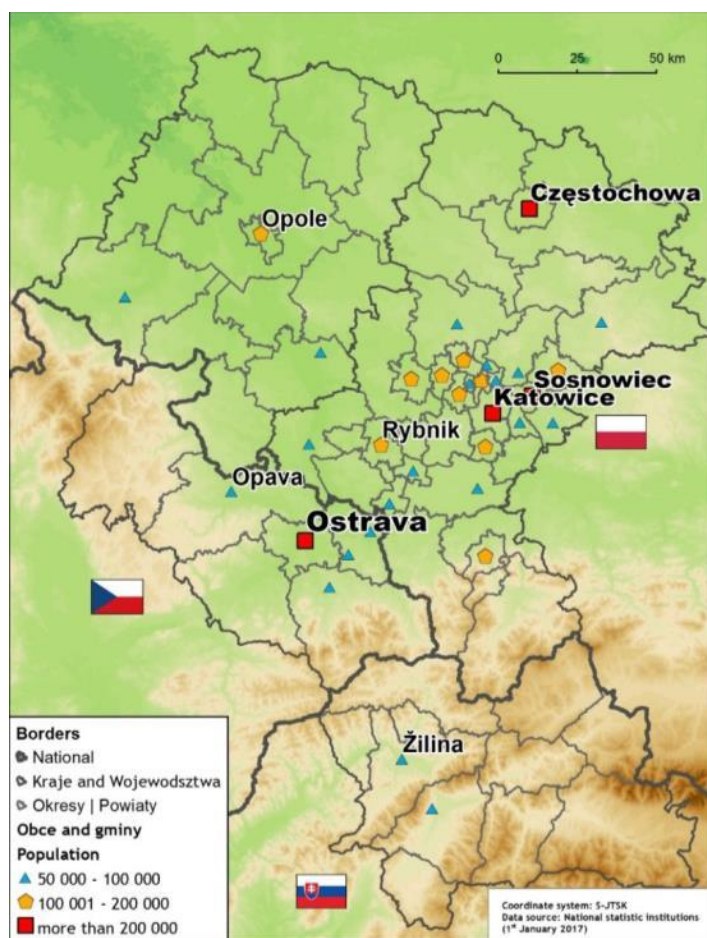 0 25 50 km
Częstochowa
Opole
Sosnowiec
Katowice
Rybnik
Opava
Ostrava
Žilina
Borders
National
Kraje and Wojewodsztwa
Okresy | Powiaty
Obce and gminy
Population
50 000 - 100 000
100 001 - 200 000
more than 200 000
Coordinate system: S-JTSK
Data source: National statistic institutions
(1st January 2017)